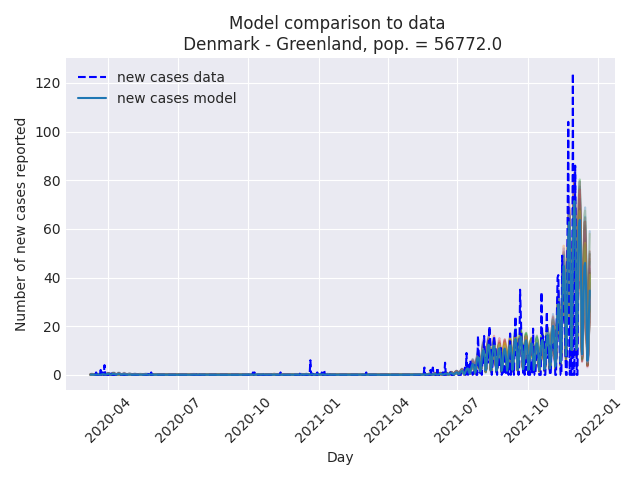 Model comparison to data
Denmark - Greenland, pop. = 56772.0
new cases data
new cases model
Number of new cases reported
120
100
80
60
40
20
0
2020-04
2020-07
2020-10
2021-01
2021-04
2021-07
2021-10
2022-01
Day